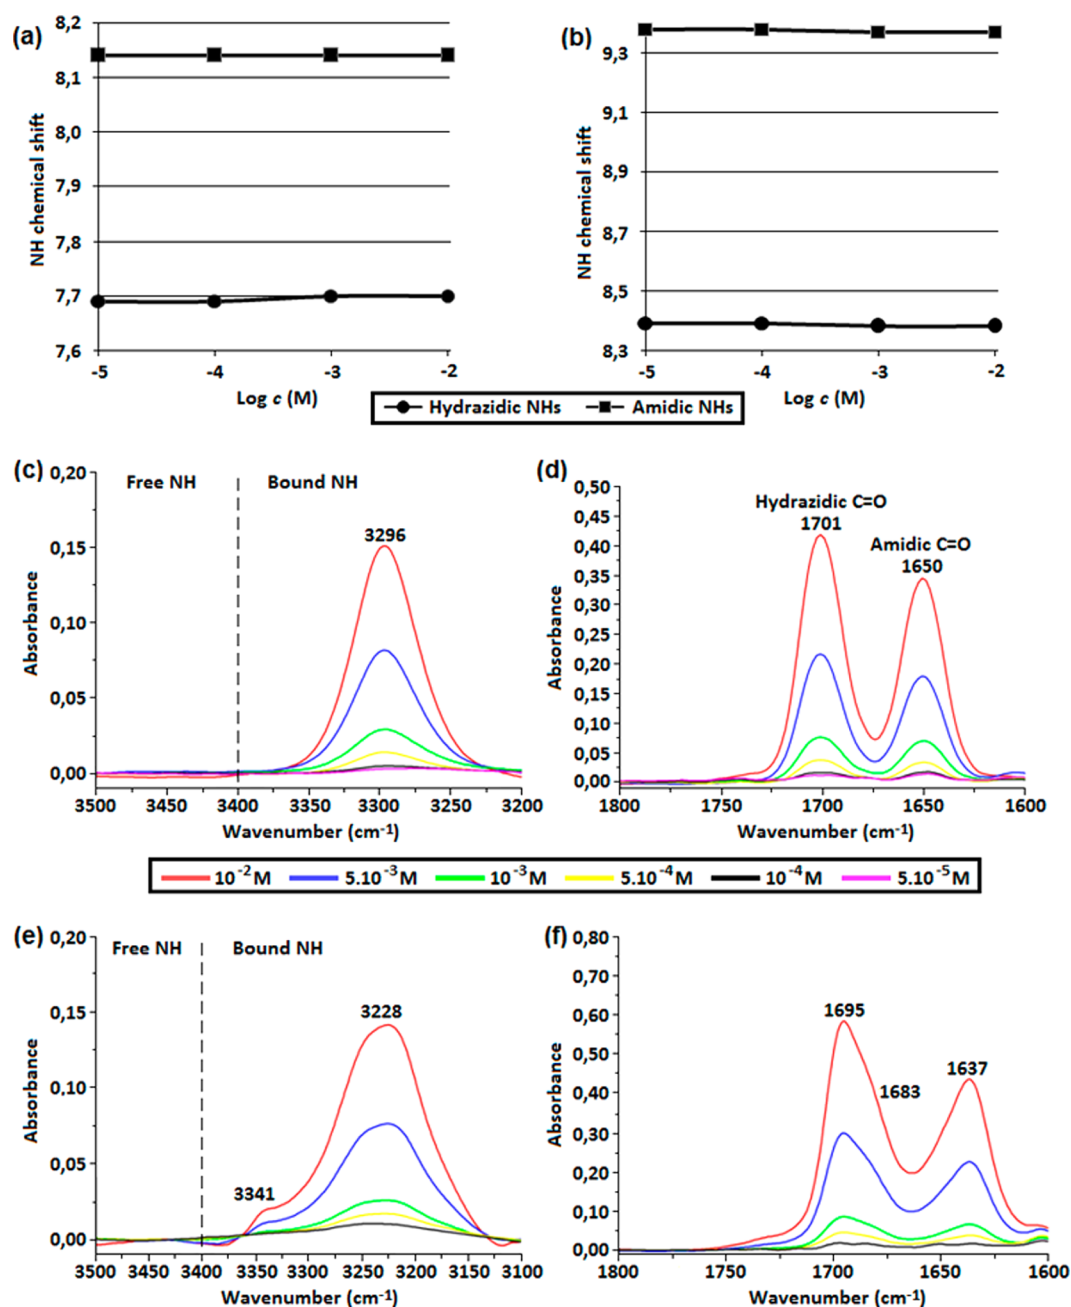 (a)
8,2
8,1
8,0
7,9
7,8
7,7
7,6
NH chemical shift
-5 -4 -3 -2
Log c (M)
(b)
9,3
9,1
8,9
8,7
8,5
8,3
NH chemical shift
-5 -4 -3 -2
Log c (M)
Hydrazidic NHs Amidic NHs
(c)
0,20
0,15
0,10
0,05
0,00
Absorbance
Free NH Bound NH
3296
3500 3450 3400 3350 3300 3250 3200
Wavenumber (cm⁻¹)
(d)
0,50
0,45
0,40
0,35
0,30
0,25
0,20
0,15
0,10
0,05
0,00
Absorbance
Hydrazidic C=O
1701
Amidic C=O
1650
1800 1750 1700 1650 1600
Wavenumber (cm⁻¹)
10⁻²M 5.10⁻³M 10⁻³M 5.10⁻⁴M 10⁻⁴M 5.10⁻⁵M
(e)
0,20
0,15
0,10
0,05
0,00
Absorbance
Free NH Bound NH
3228
3341
3500 3450 3400 3350 3300 3250 3200 3150 3100
Wavenumber (cm⁻¹)
(f)
0,80
0,70
0,60
0,50
0,40
0,30
0,20
0,10
0,00
Absorbance
1695
1683
1637
1800 1750 1700 1650 1600
Wavenumber (cm⁻¹)